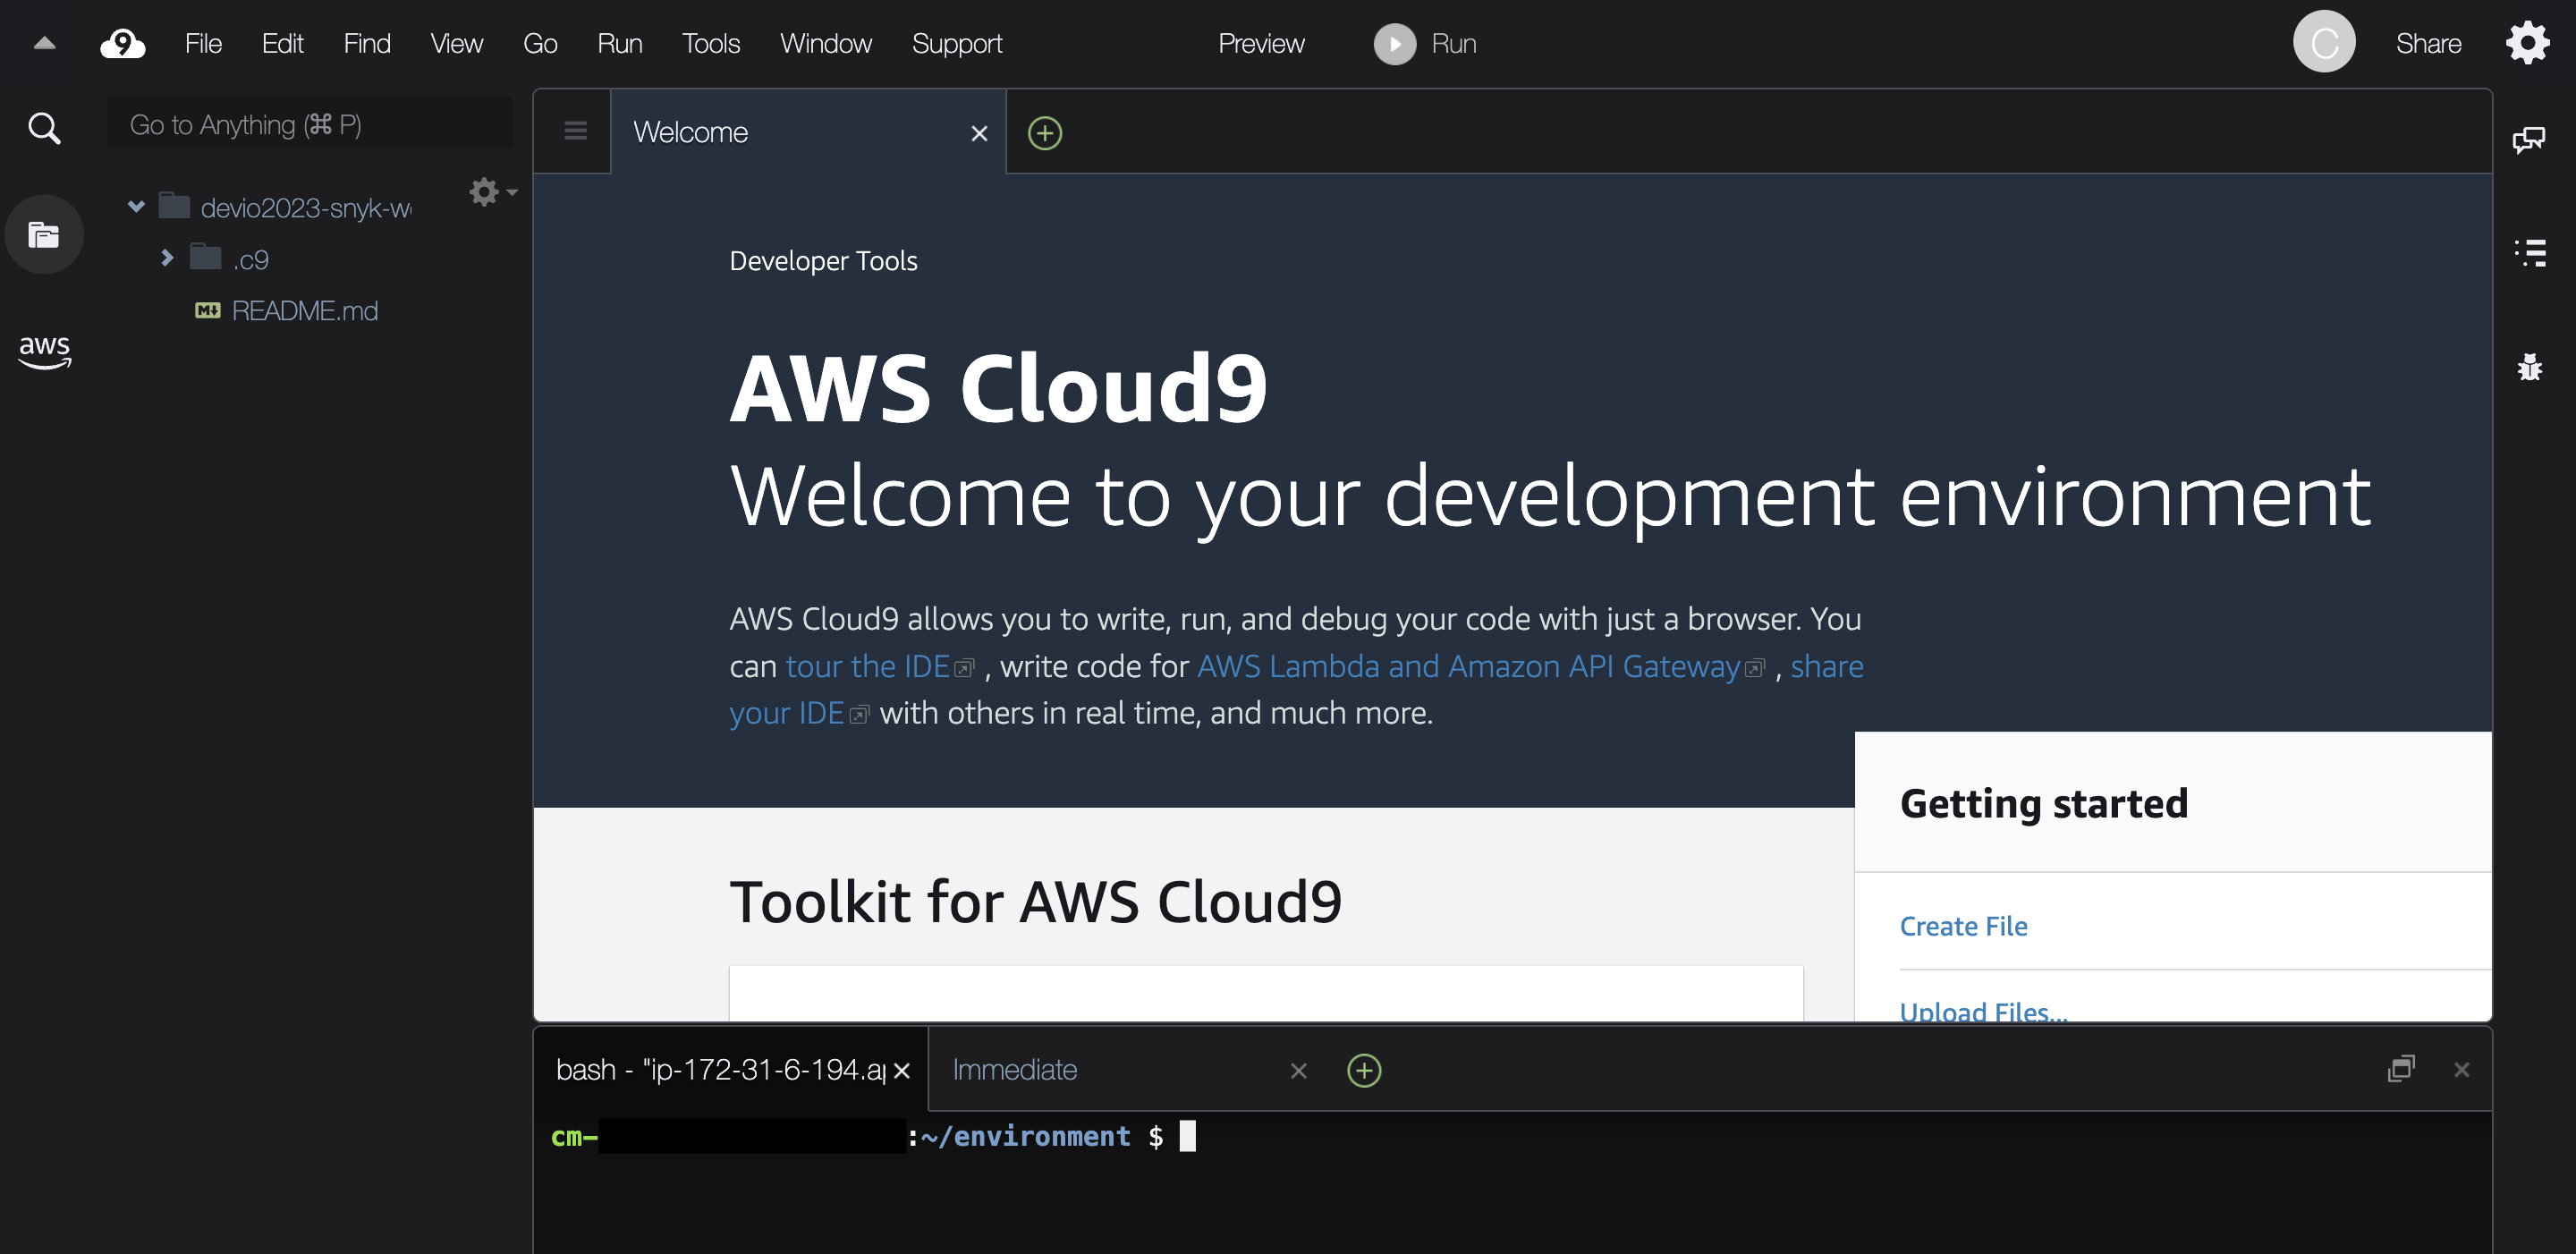 9 File Edit Find View Go Run Tools Window Support Preview Run C Share
Go to Anything (⌘ P)
devio2023-snyk-w
.c9
README.md
aws
Welcome
Developer Tools
AWS Cloud9
Welcome to your development environment
AWS Cloud9 allows you to write, run, and debug your code with just a browser. You
can tour the IDE , write code for AWS Lambda and Amazon API Gateway , share
your IDE with others in real time, and much more.
Getting started
Create File
Upload Files...
Toolkit for AWS Cloud9
bash - "ip-172-31-6-194.ap Immediate
cm- :~/environment $